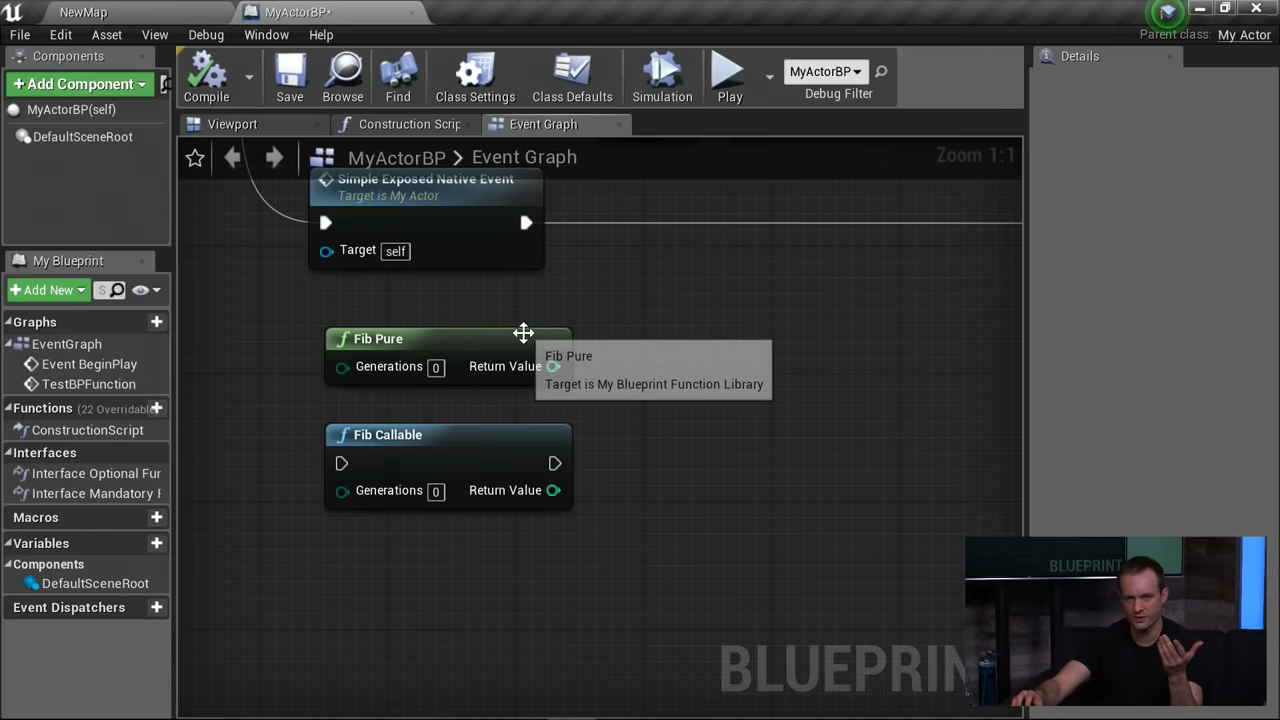 NewMap
MyActorBP*
File Edit Asset View Debug Window Help
Parent class: My Actor
Components
+Add Component
MyActorBP(self)
DefaultSceneRoot
My Blueprint
+Add New
S
Graphs
EventGraph
Event BeginPlay
TestBPFunction
Functions (22 Overridable
ConstructionScript
Interfaces
Interface Optional Fun
Interface Mandatory F
Macros
Variables
Components
DefaultSceneRoot
Event Dispatchers
Compile Save Browse Find Class Settings Class Defaults Simulation Play
MyActorBP
Debug Filter
Viewport Construction Scrip Event Graph
MyActorBP > Event Graph
Zoom 1:1
Simple Exposed Native Event
Target is My Actor
Target self
f Fib Pure
Generations 0 Return Value
Fib Pure
Target is My Blueprint Function Library
f Fib Callable
Generations 0 Return Value
BLUEPRIN
Details
BLUEPRINT